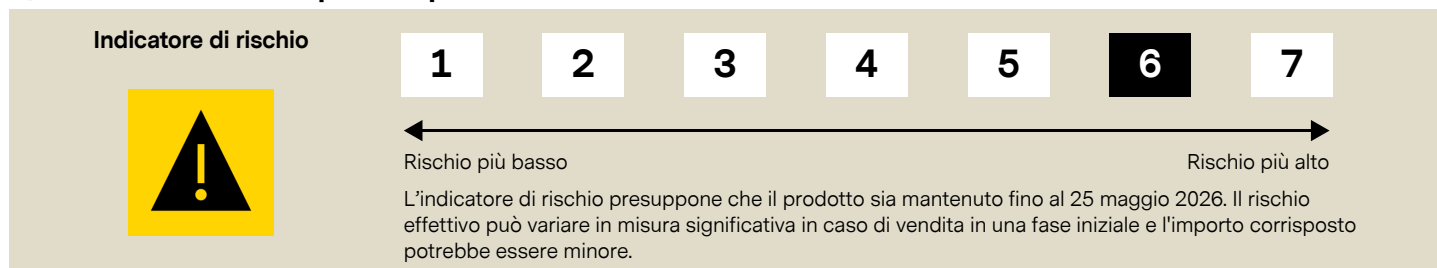 Indicatore di rischio
1 2 3 4 5 6 7
Rischio più basso Rischio più alto
L'indicatore di rischio presuppone che il prodotto sia mantenuto fino al 25 maggio 2026. Il rischio
effettivo può variare in misura significativa in caso di vendita in una fase iniziale e l'importo corrisposto
potrebbe essere minore.